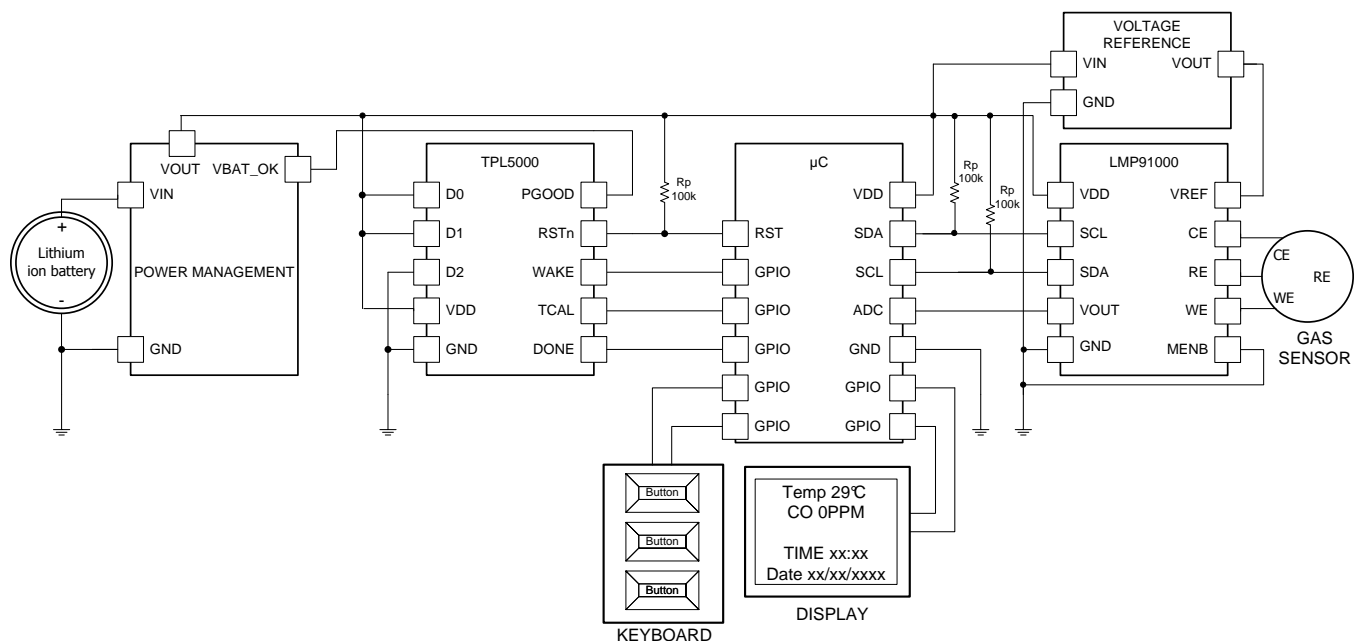 VOLTAGE
REFERENCE
VIN
VOUT
GND
VOUT
VBAT_OK
VIN
POWER MANAGEMENT
GND
+
Lithium
ion battery
-
TPL5000
D0
PGOOD
D1
RSTn
D2
WAKE
VDD
TCAL
GND
DONE
Rp
100k
µC
VDD
RST
SDA
GPIO
SCL
GPIO
ADC
GPIO
GND
GPIO
GPIO
GPIO
GPIO
Rp
100k
Rp
100k
LMP91000
VDD
VREF
SCL
CE
SDA
RE
VOUT
WE
GND
MENB
CE
RE
WE
GAS
SENSOR
Button
Button
Button
KEYBOARD
Temp 29°C
CO 0PPM
TIME xx:xx
Date xx/xx/xxxx
DISPLAY